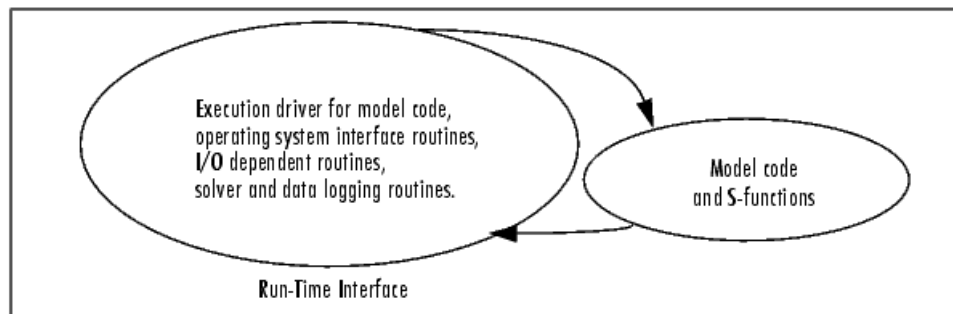 Execution driver for model code,
operating system interface routines,
I/O dependent routines,
solver and data logging routines.
Model code
and S-functions
Run-Time Interface